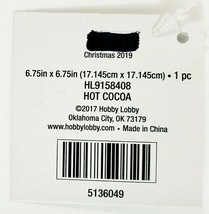 Christmas 2019
6.75in x 6.75in (17.145cm x 17.145cm) • 1 pc
HL9158408
HOT COCOA
©2017 Hobby Lobby
Oklahoma City, OK 73179
www.hobbylobby.com • Made in China
5136049